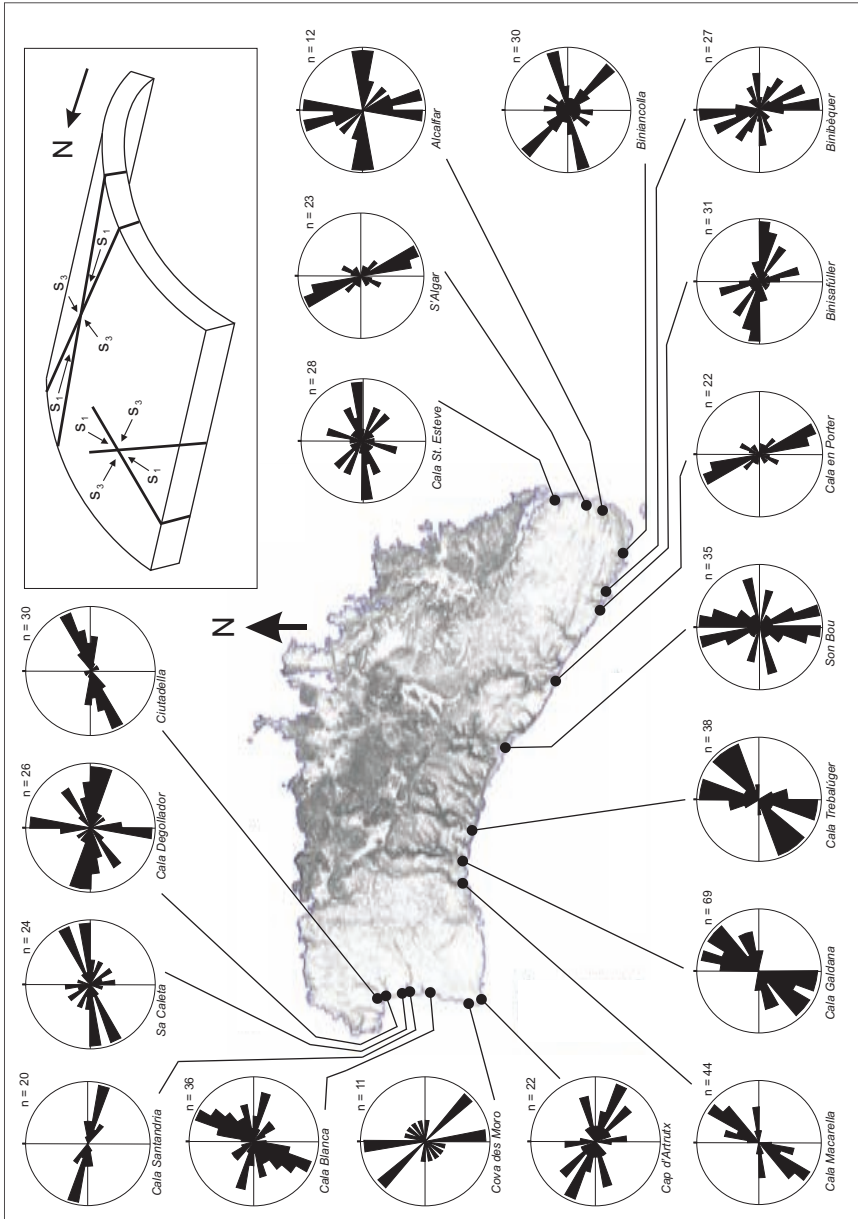 n = 20
Cala Santandria
n = 24
Sa Caleta
n = 26
Cala Degollador
n = 30
Ciutadella
N
S1
S3
S1
S3
S3
S1
S3
S1
n = 36
Cala Blanca
N
n = 28
Cala St. Esteve
n = 23
S'Algar
n = 12
Alcalfar
n = 11
Cova des Moro
n = 30
Biniancolla
n = 22
Cap d'Artrutx
n = 44
Cala Macarella
n = 69
Cala Galdana
n = 38
Cala Trebalúger
n = 35
Son Bou
n = 22
Cala en Porter
n = 31
Binisafúller
n = 27
Binibèquer